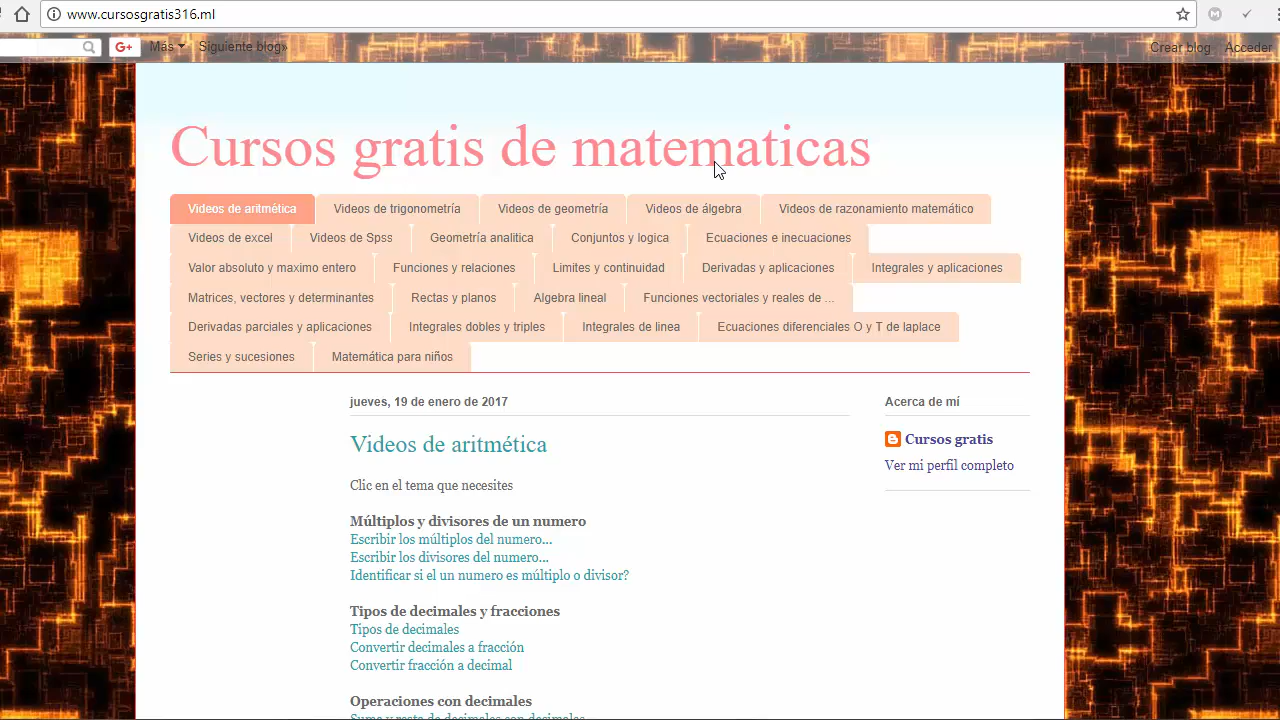 www.cursosgratis316.ml
G+ Más Siguiente blog» Crear blog Acceder
Cursos gratis de matematicas
Videos de aritmética Videos de trigonometría Videos de geometría Videos de álgebra Videos de razonamiento matemático
Videos de excel Videos de Spss Geometría analitica Conjuntos y logica Ecuaciones e inecuaciones
Valor absoluto y maximo entero Funciones y relaciones Limites y continuidad Derivadas y aplicaciones Integrales y aplicaciones
Matrices, vectores y determinantes Rectas y planos Algebra lineal Funciones vectoriales y reales de ...
Derivadas parciales y aplicaciones Integrales dobles y triples Integrales de linea Ecuaciones diferenciales O y T de laplace
Series y sucesiones Matemática para niños
jueves, 19 de enero de 2017
Videos de aritmética
Clic en el tema que necesites
Múltiplos y divisores de un numero
Escribir los múltiplos del numero...
Escribir los divisores del numero...
Identificar si el un numero es múltiplo o divisor?
Tipos de decimales y fracciones
Tipos de decimales
Convertir decimales a fracción
Convertir fracción a decimal
Operaciones con decimales
Suma y resta de decimales con decimales
Acerca de mí
Cursos gratis
Ver mi perfil completo